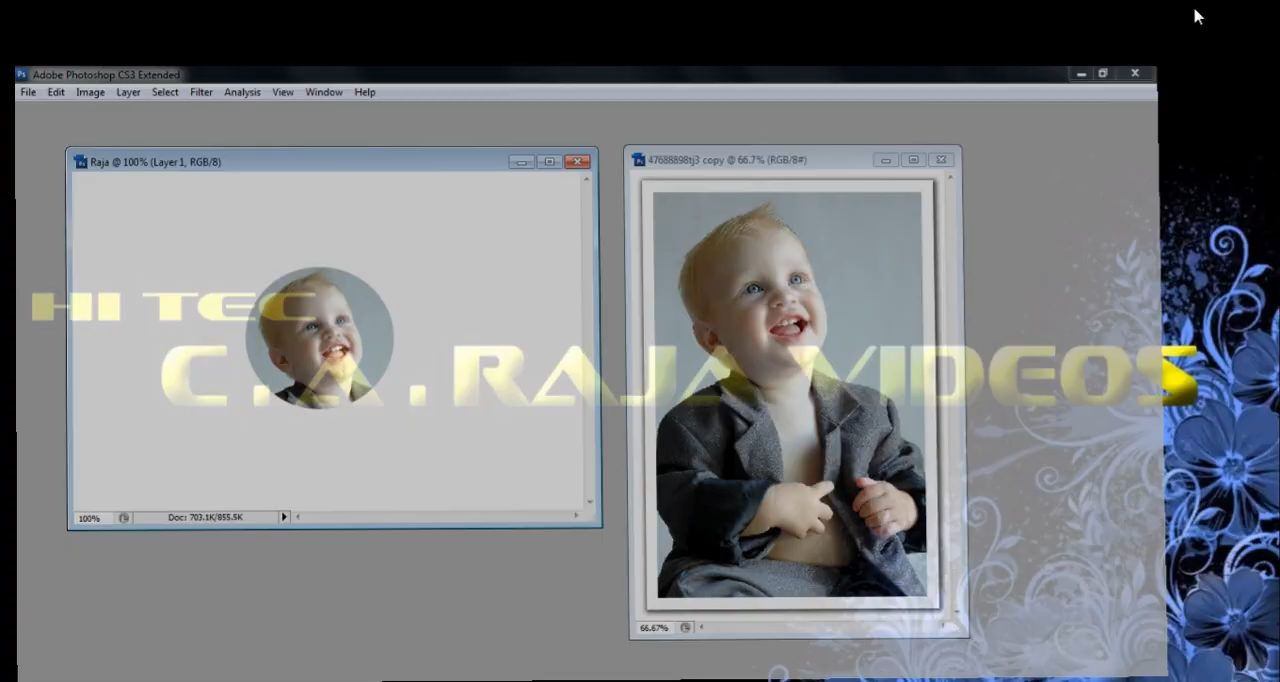 Adobe Photoshop CS3 Extended
File Edit Image Layer Select Filter Analysis View Window Help
Raja @ 100% (Layer 1, RGB/8)
47688898tj3 copy @ 66.7% (RGB/8#)
HI TEC
C.A.RAJA VIDEOS
100% Doc: 703.1K/855.5K
66.67%